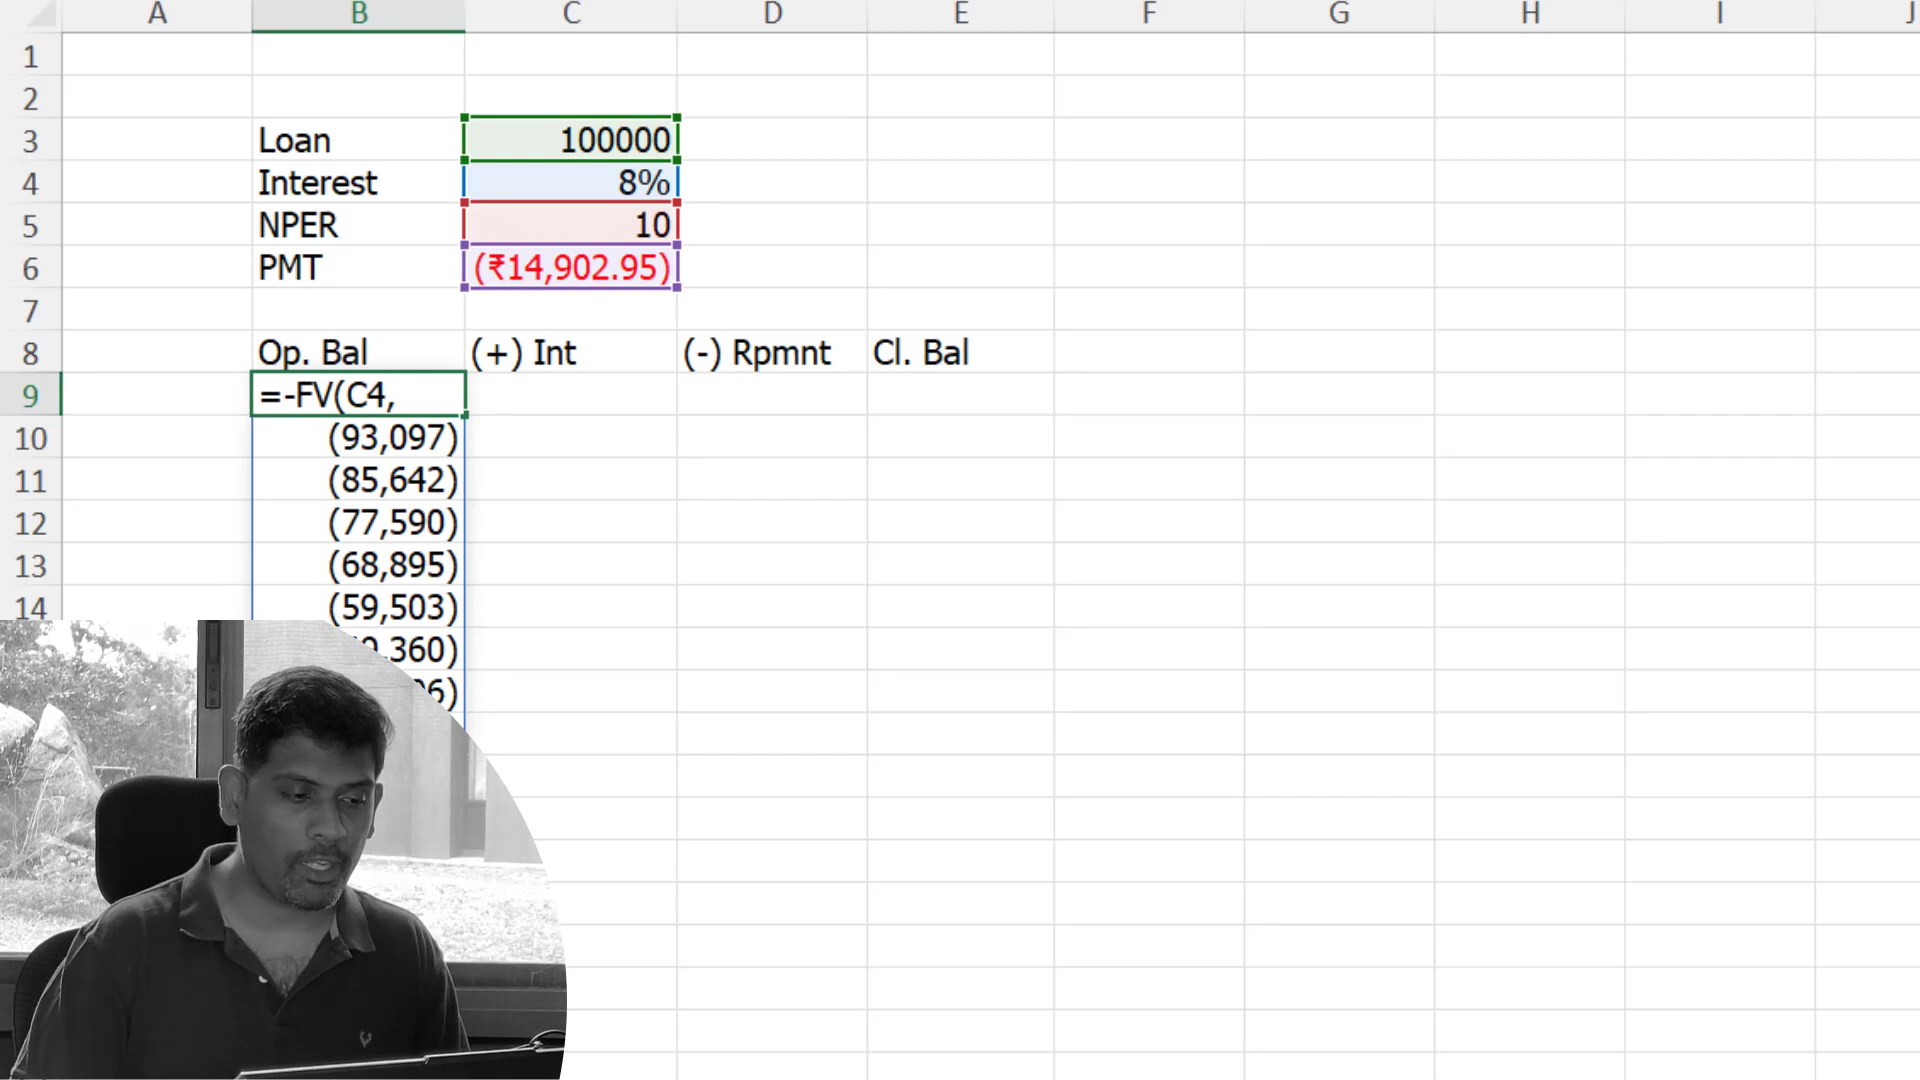 A B C D E F G H I J
1
2
3 Loan 100000
4 Interest 8%
5 NPER 10
6 PMT (₹14,902.95)
7
8 Op. Bal (+) Int (-) Rpmnt Cl. Bal
9 =-FV(C4,
10 (93,097)
11 (85,642)
12 (77,590)
13 (68,895)
14 (59,503)